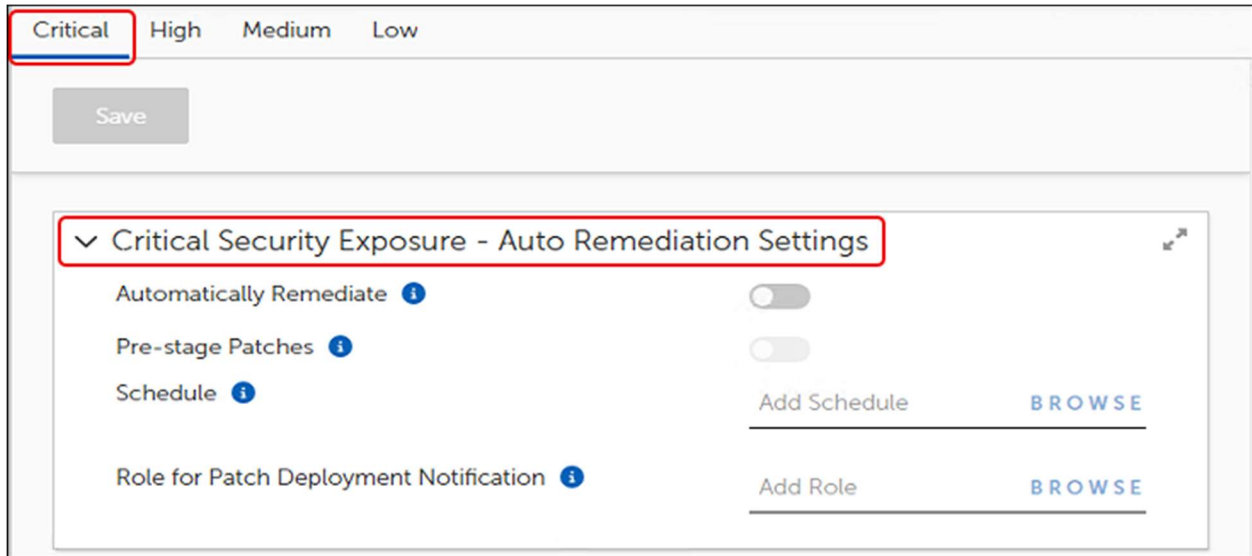 Critical High Medium Low
Save
Critical Security Exposure - Auto Remediation Settings
Automatically Remediate
Pre-stage Patches
Schedule
Add Schedule BROWSE
Role for Patch Deployment Notification
Add Role BROWSE